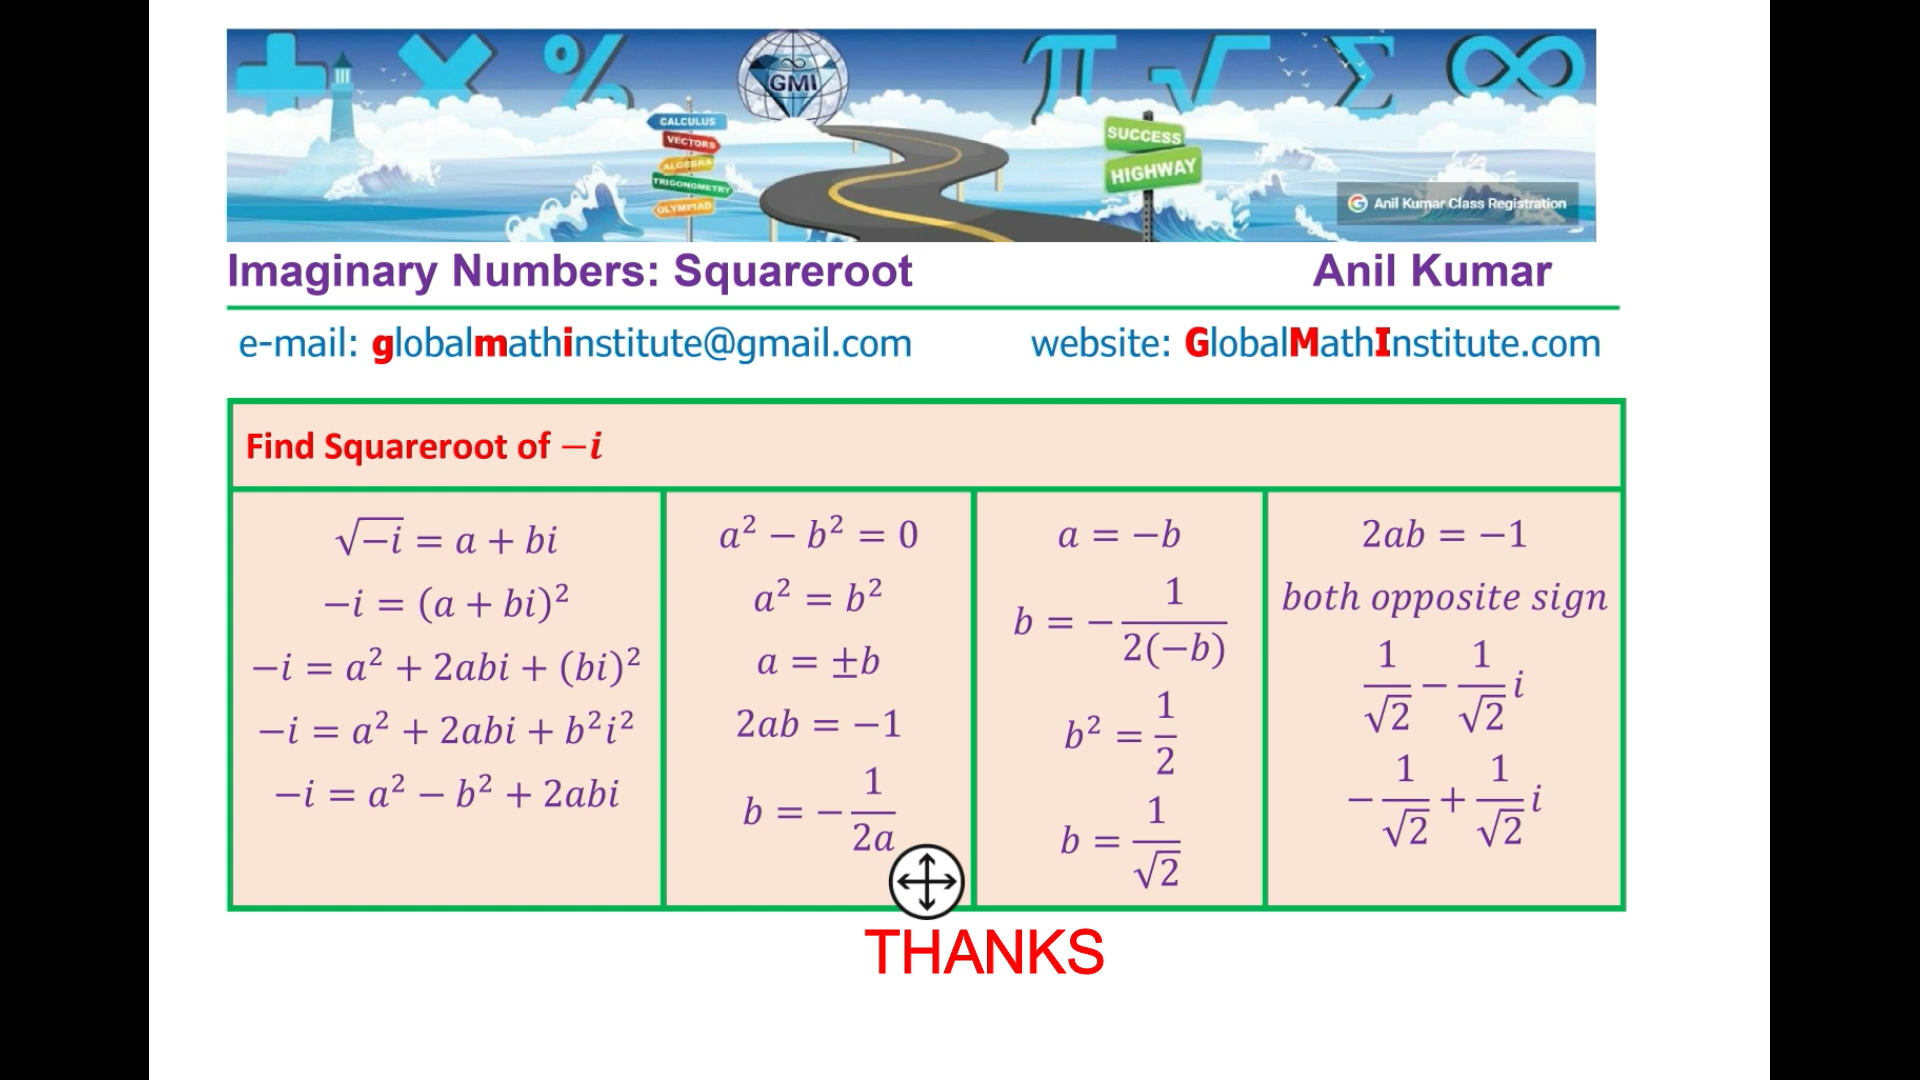 + × % GMI π √ Σ ∞
CALCULUS
VECTORS
ALGEBRA
TRIGONOMETRY
OLYMPIAD
SUCCESS
HIGHWAY
Anil Kumar Class Registration
Imaginary Numbers: Squareroot Anil Kumar
e-mail: globalmathinstitute@gmail.com website: GlobalMathInstitute.com
Find Squareroot of −i
√−i = a + bi
−i = (a + bi)²
−i = a² + 2abi + (bi)²
−i = a² + 2abi + b²i²
−i = a² − b² + 2abi
a² − b² = 0
a² = b²
a = ±b
2ab = −1
b = −1/2a
a = −b
b = −1/2(−b)
b² = 1/2
b = 1/√2
2ab = −1
both opposite sign
1/√2 − 1/√2 i
−1/√2 + 1/√2 i
THANKS